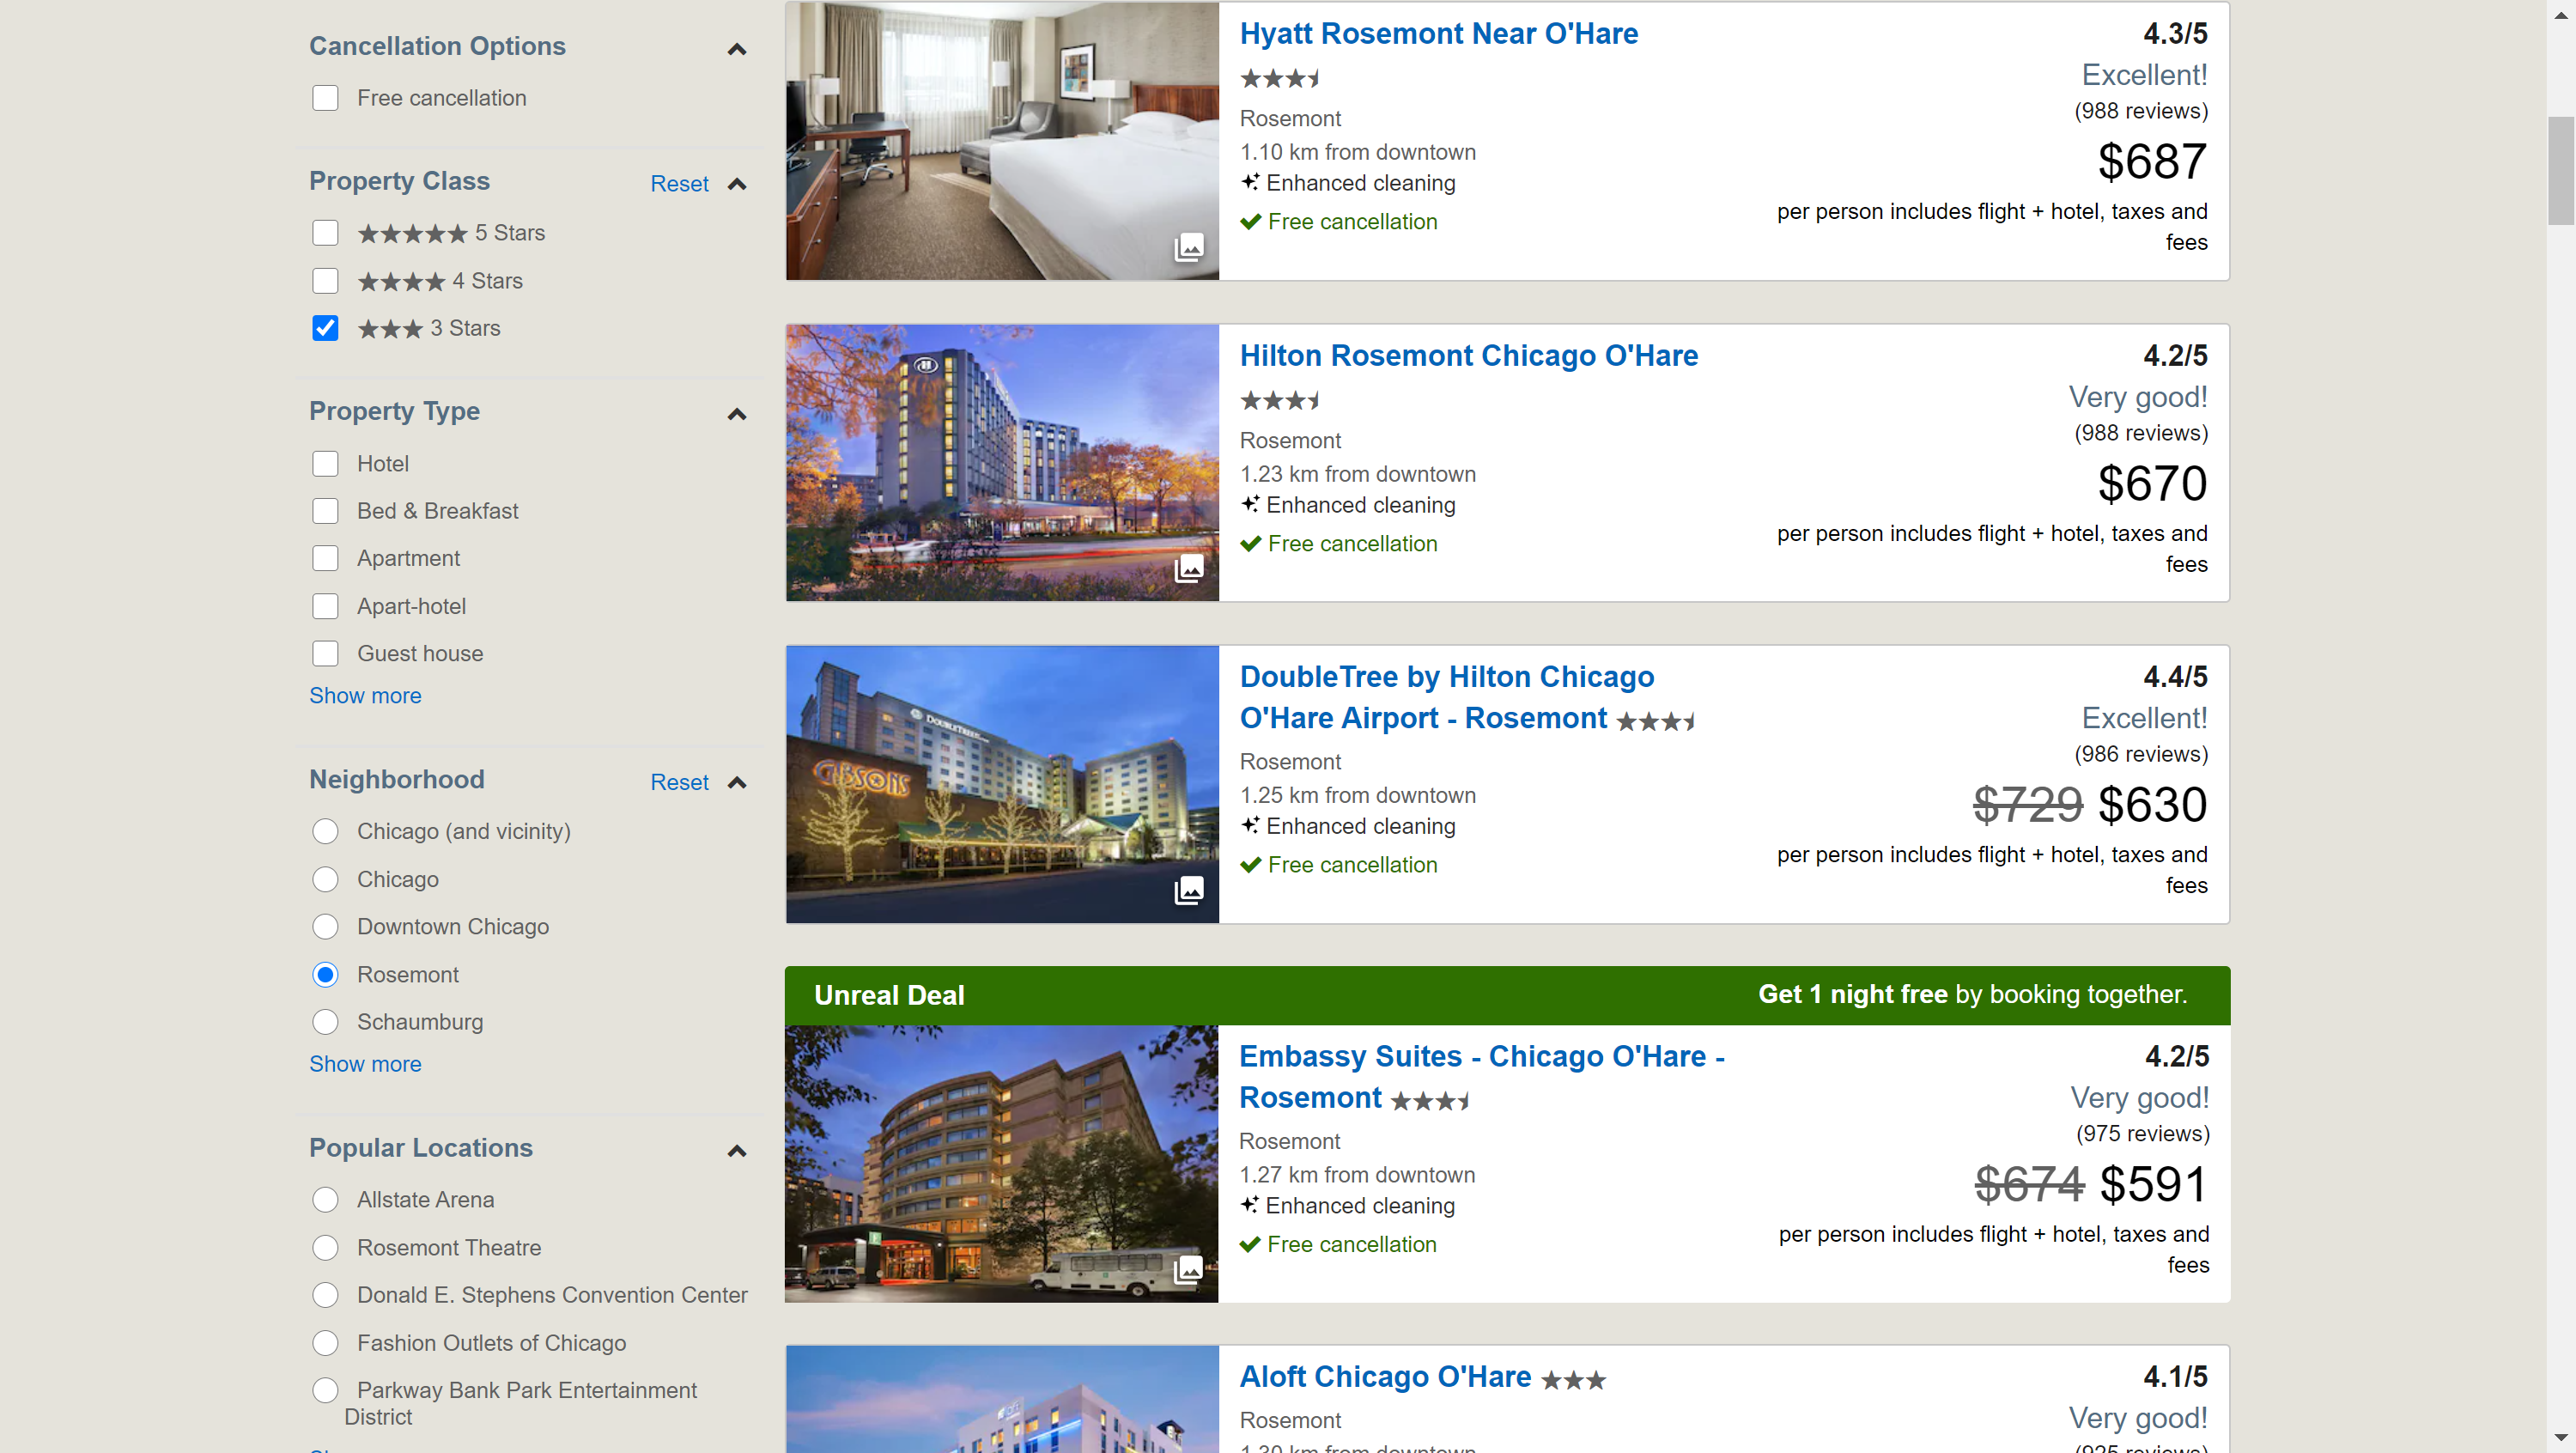 Cancellation Options
Free cancellation
Property Class
Reset
5 Stars
4 Stars
3 Stars
Property Type
Hotel
Bed & Breakfast
Apartment
Apart-hotel
Guest house
Show more
Neighborhood
Reset
Chicago (and vicinity)
Chicago
Downtown Chicago
Rosemont
Schaumburg
Show more
Popular Locations
Allstate Arena
Rosemont Theatre
Donald E. Stephens Convention Center
Fashion Outlets of Chicago
Parkway Bank Park Entertainment
District
Hyatt Rosemont Near O'Hare
Rosemont
1.10 km from downtown
Enhanced cleaning
Free cancellation
4.3/5
Excellent!
(988 reviews)
$687
per person includes flight + hotel, taxes and
fees
Hilton Rosemont Chicago O'Hare
Rosemont
1.23 km from downtown
Enhanced cleaning
Free cancellation
4.2/5
Very good!
(988 reviews)
$670
per person includes flight + hotel, taxes and
fees
DOUBLETREE
GIBSONS
DoubleTree by Hilton Chicago
O'Hare Airport - Rosemont
Rosemont
1.25 km from downtown
Enhanced cleaning
Free cancellation
4.4/5
Excellent!
(986 reviews)
$729 $630
per person includes flight + hotel, taxes and
fees
Unreal Deal
Get 1 night free by booking together.
Embassy Suites - Chicago O'Hare -
Rosemont
Rosemont
1.27 km from downtown
Enhanced cleaning
Free cancellation
4.2/5
Very good!
(975 reviews)
$674 $591
per person includes flight + hotel, taxes and
fees
Aloft Chicago O'Hare
Rosemont
1.30 km from downtown
4.1/5
Very good!
(925 reviews)